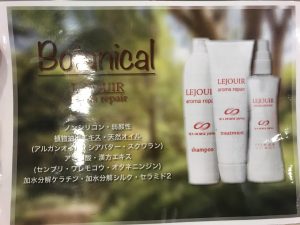 Botanical
LEJOUIR
aroma repair
ノンシリコン・弱酸性
植物油エキス・天然オイル
(アルガンオイル・シアバター・スクワラン)
アミノ酸・漢方エキス
(センブリ・ワレモコウ・オタネニンジン)
加水分解ケラチン・加水分解シルク・セラミド2
LEJOUIR
aroma repair
shampoo
LEJOUIR
aroma repair
treatment
LEJOUIR